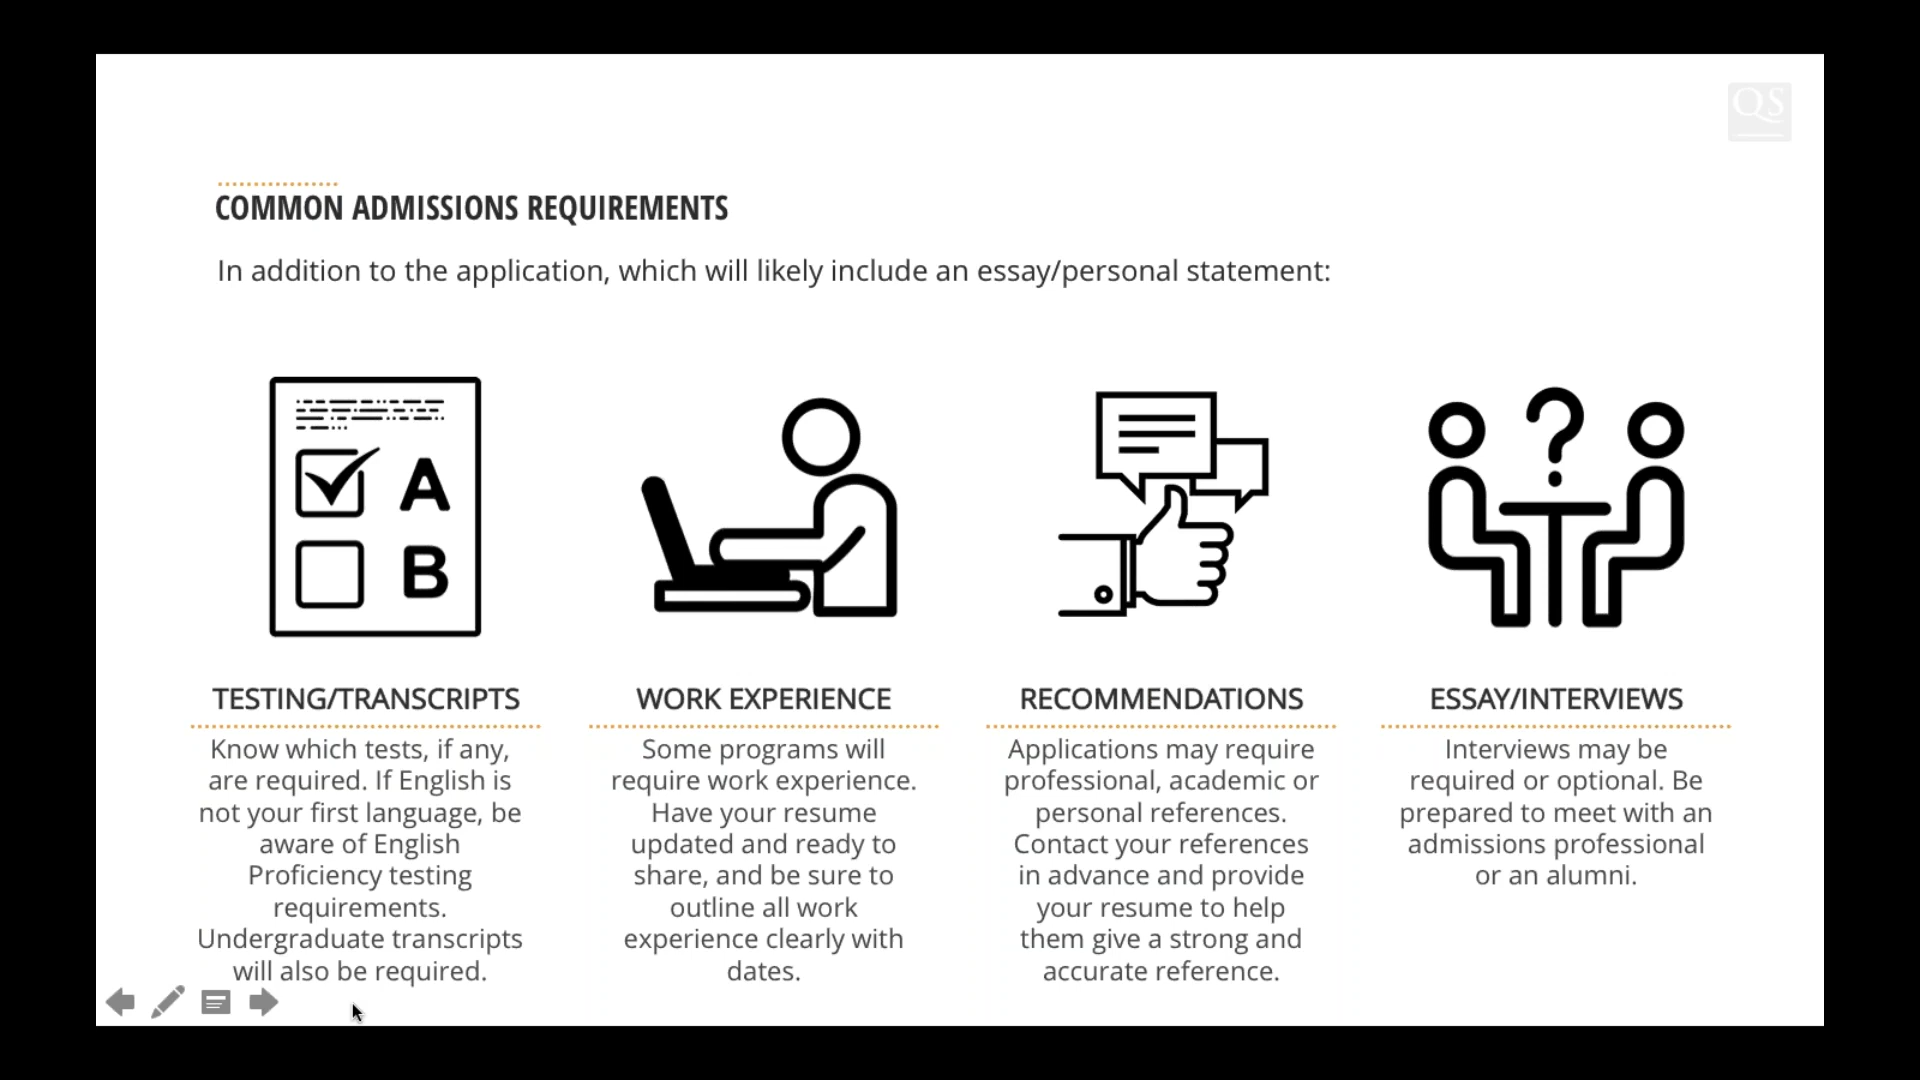 QS
COMMON ADMISSIONS REQUIREMENTS
In addition to the application, which will likely include an essay/personal statement:
A
B
TESTING/TRANSCRIPTS
Know which tests, if any,
are required. If English is
not your first language, be
aware of English
Proficiency testing
requirements.
Undergraduate transcripts
will also be required.
WORK EXPERIENCE
Some programs will
require work experience.
Have your resume
updated and ready to
share, and be sure to
outline all work
experience clearly with
dates.
RECOMMENDATIONS
Applications may require
professional, academic or
personal references.
Contact your references
in advance and provide
your resume to help
them give a strong and
accurate reference.
?
ESSAY/INTERVIEWS
Interviews may be
required or optional. Be
prepared to meet with an
admissions professional
or an alumni.